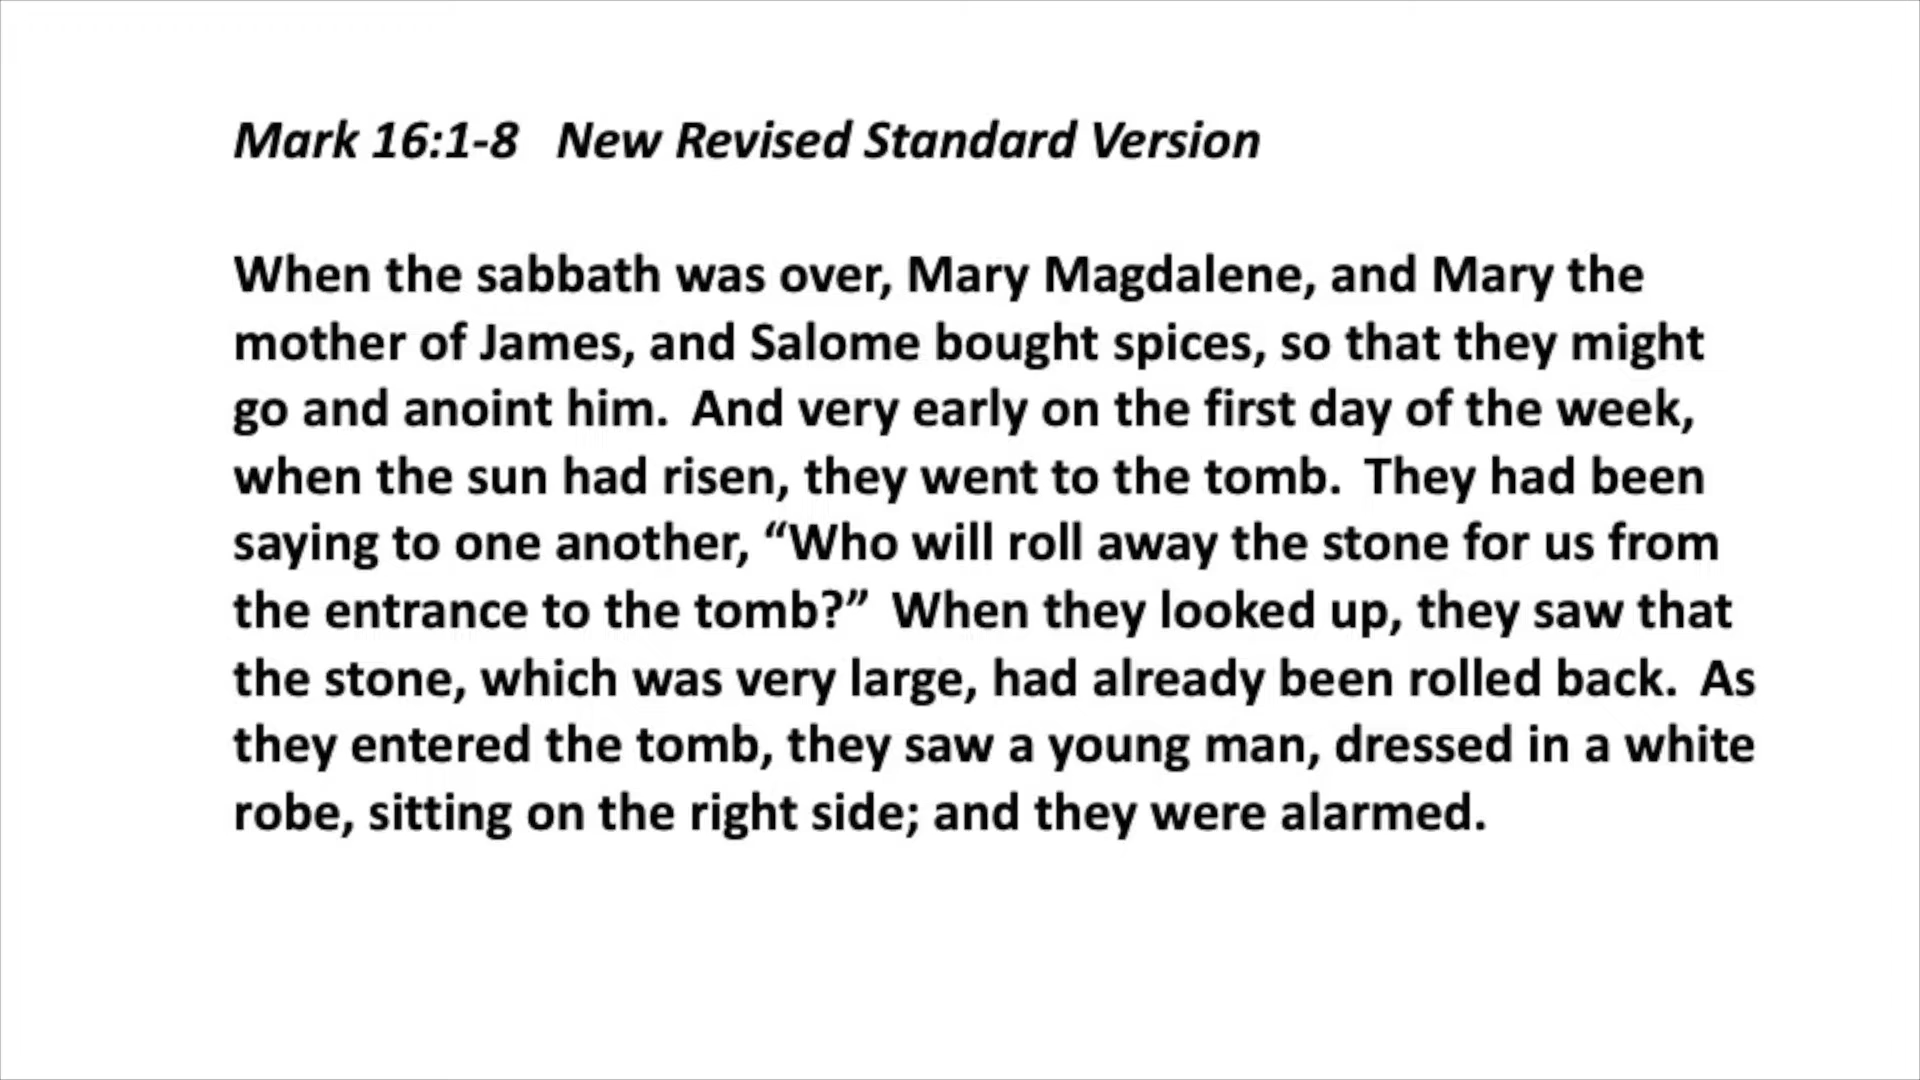 Mark 16:1-8   New Revised Standard Version
When the sabbath was over, Mary Magdalene, and Mary the
mother of James, and Salome bought spices, so that they might
go and anoint him.  And very early on the first day of the week,
when the sun had risen, they went to the tomb.  They had been
saying to one another, “Who will roll away the stone for us from
the entrance to the tomb?”  When they looked up, they saw that
the stone, which was very large, had already been rolled back.  As
they entered the tomb, they saw a young man, dressed in a white
robe, sitting on the right side; and they were alarmed.